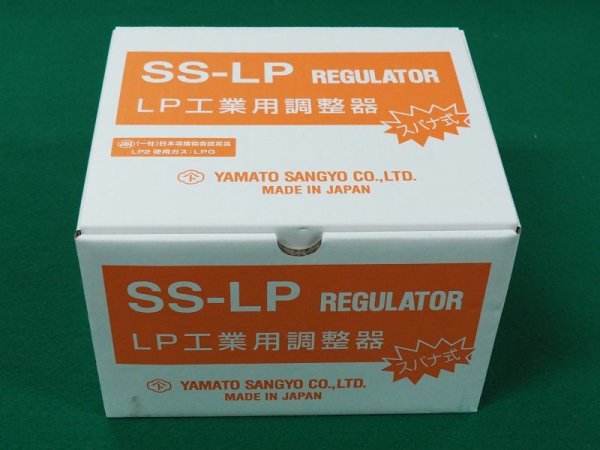 SS-LP REGULATOR
LP工業用調整器
スパナ式
(一社)日本溶接協会認定品
LP2 使用ガス:LPG
YAMATO SANGYO CO.,LTD.
MADE IN JAPAN
SS-LP REGULATOR
LP工業用調整器
スパナ式
YAMATO SANGYO CO.,LTD.
MADE IN JAPAN